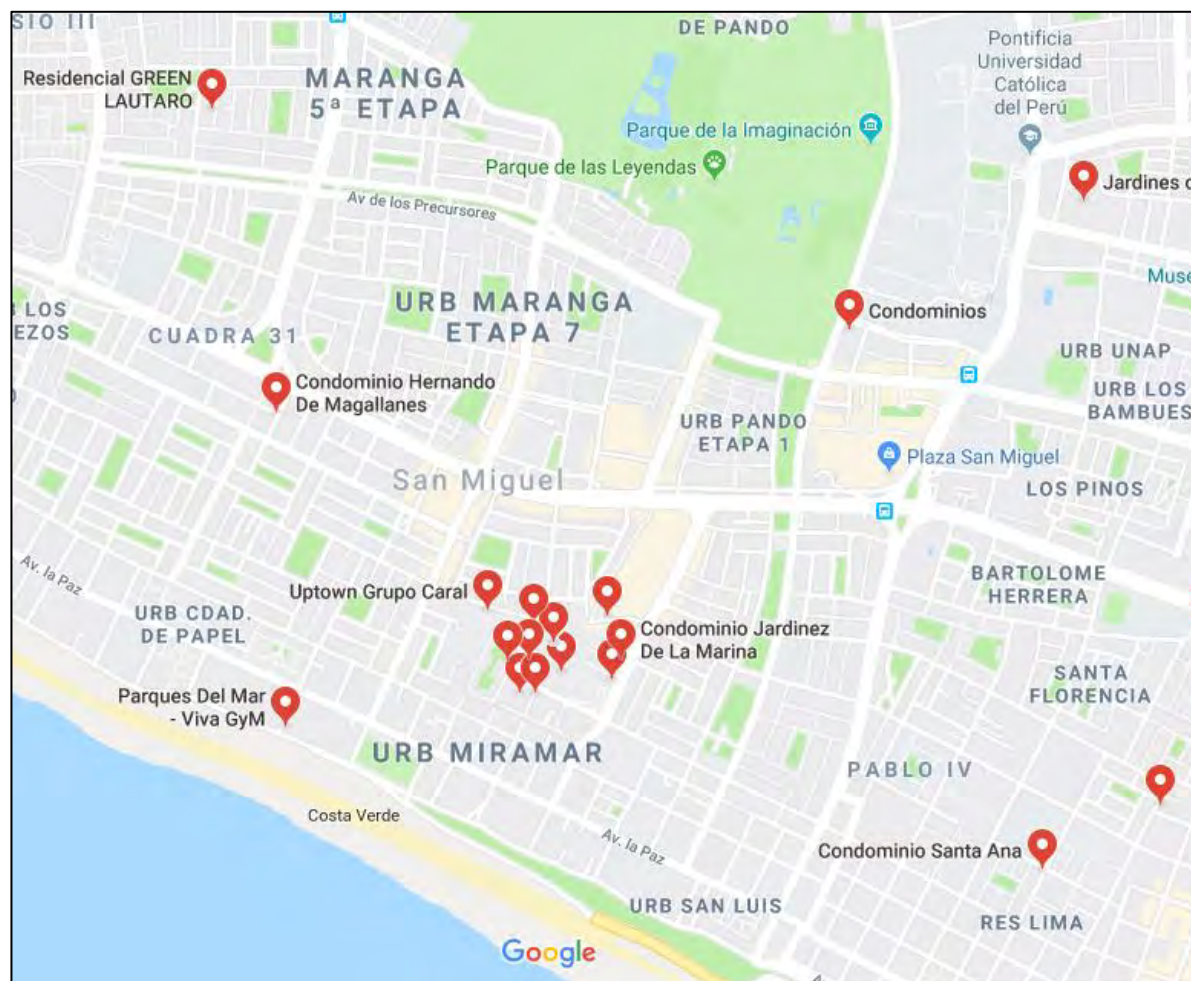 SIO III
DE PANDO
Pontificia
Universidad
Católica
del Perú
Residencial GREEN
LAUTARO
MARANGA
5ª ETAPA
Parque de la Imaginación
Parque de las Leyendas
Jardines
Av de los Precursores
Muse
URB MARANGA
ETAPA 7
LOS
EZOS
CUADRA 31
Condominios
URB UNAP
URB LOS
BAMBUES
Condominio Hernando
De Magallanes
URB PANDO
ETAPA 1
Plaza San Miguel
San Miguel
LOS PINOS
Av. la Paz
Uptown Grupo Caral
BARTOLOME
HERRERA
URB CDAD.
DE PAPEL
Condominio Jardinez
De La Marina
SANTA
FLORENCIA
Parques Del Mar
- Viva GyM
URB MIRAMAR
PABLO IV
Costa Verde
Av. la Paz
Condominio Santa Ana
URB SAN LUIS
RES LIMA
Google